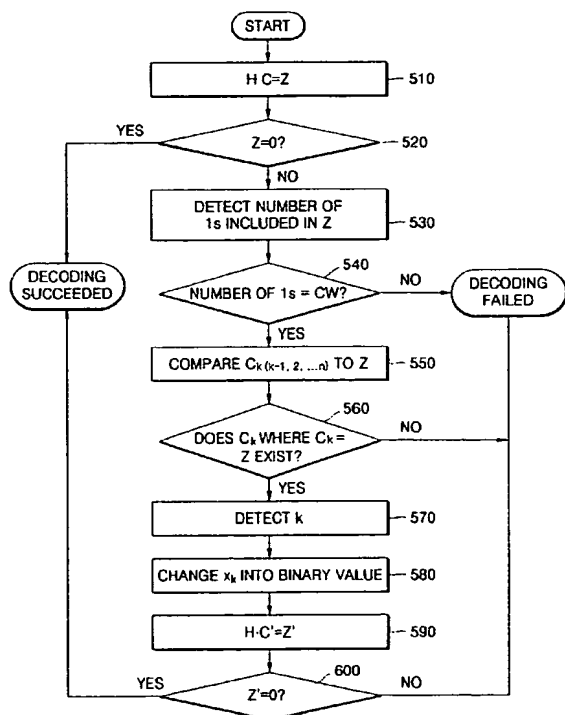 START
H C=Z
510
YES
Z=0?
520
NO
DETECT NUMBER OF
1s INCLUDED IN Z
530
DECODING
SUCCEEDED
540
NUMBER OF 1s = CW?
NO
DECODING
FAILED
YES
COMPARE Ck (k-1, 2, ...n) TO Z
550
560
DOES Ck WHERE Ck =
Z EXIST?
NO
YES
DETECT k
570
CHANGE xk INTO BINARY VALUE
580
H·C'=Z'
590
600
YES
Z'=0?
NO